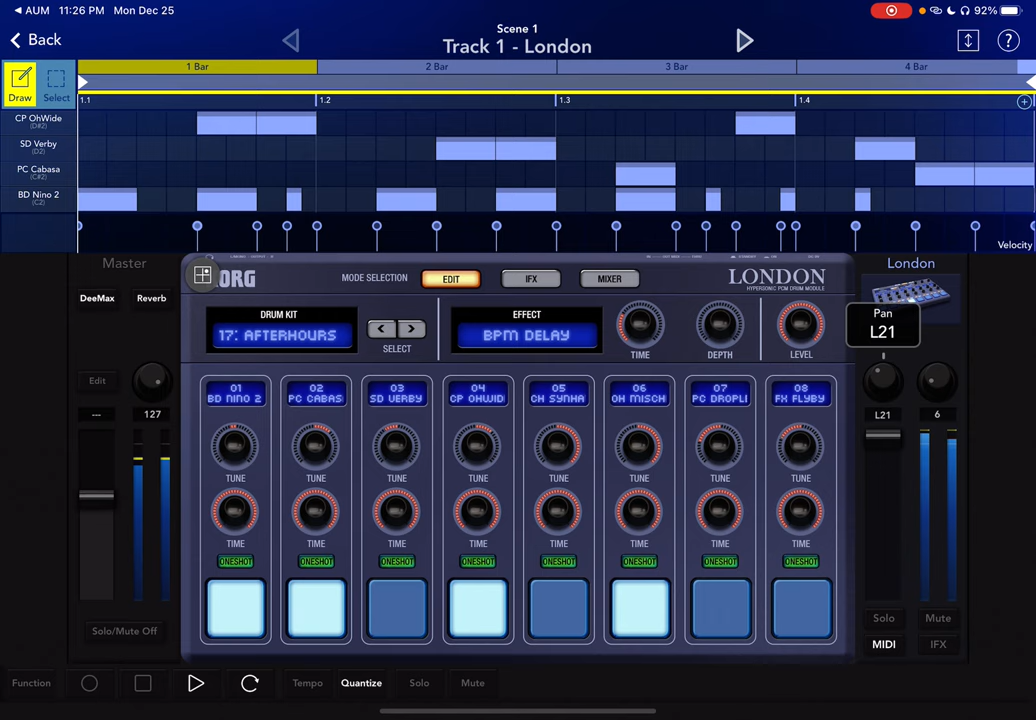 ◀ AUM 11:26 PM Mon Dec 25 92%
Back
Scene 1
Track 1 - London
?
Draw
Select
1 Bar 2 Bar 3 Bar 4 Bar
1.1 1.2 1.3 1.4
CP OhWide
(D#2)
SD Verby
(D2)
PC Cabasa
(C#2)
BD Nino 2
(C2)
Velocity
Master
DeeMax Reverb
Edit
--- 127
Solo/Mute Off
ORG
MODE SELECTION EDIT IFX MIXER
LONDON
HYPERSONIC PCM DRUM MODULE
DRUM KIT
17: AFTERHOURS
SELECT
EFFECT
BPM DELAY
TIME DEPTH LEVEL
01 02 03 04 05 06 07 08
BD NINO 2 PC CABAS SD VERBY CP OHWID CH SYNHA OH MISCH PC DROPL FX FLYBY
TUNE TUNE TUNE TUNE TUNE TUNE TUNE TUNE
TIME TIME TIME TIME TIME TIME TIME TIME
ONESHOT ONESHOT ONESHOT ONESHOT ONESHOT ONESHOT ONESHOT ONESHOT
London
Pan
L21
L21 6
Solo Mute
MIDI IFX
Function Tempo Quantize Solo Mute